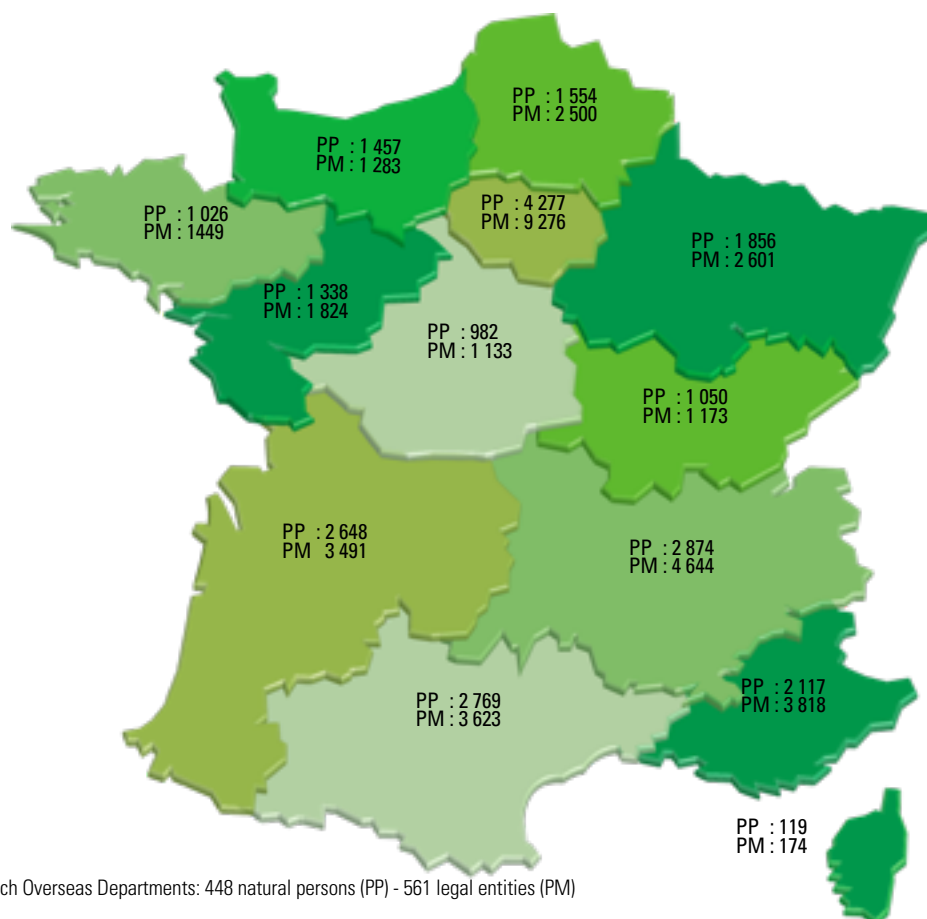 PP : 1 554
PM : 2 500
PP : 1 457
PM : 1 283
PP : 4 277
PM : 9 276
PP : 1 026
PM : 1449
PP : 1 856
PM : 2 601
PP : 1 338
PM : 1 824
PP : 982
PM : 1 133
PP : 1 050
PM : 1 173
PP : 2 648
PM 3 491
PP : 2 874
PM : 4 644
PP : 2 769
PM : 3 623
PP : 2 117
PM : 3 818
PP : 119
PM : 174
ch Overseas Departments: 448 natural persons (PP) - 561 legal entities (PM)